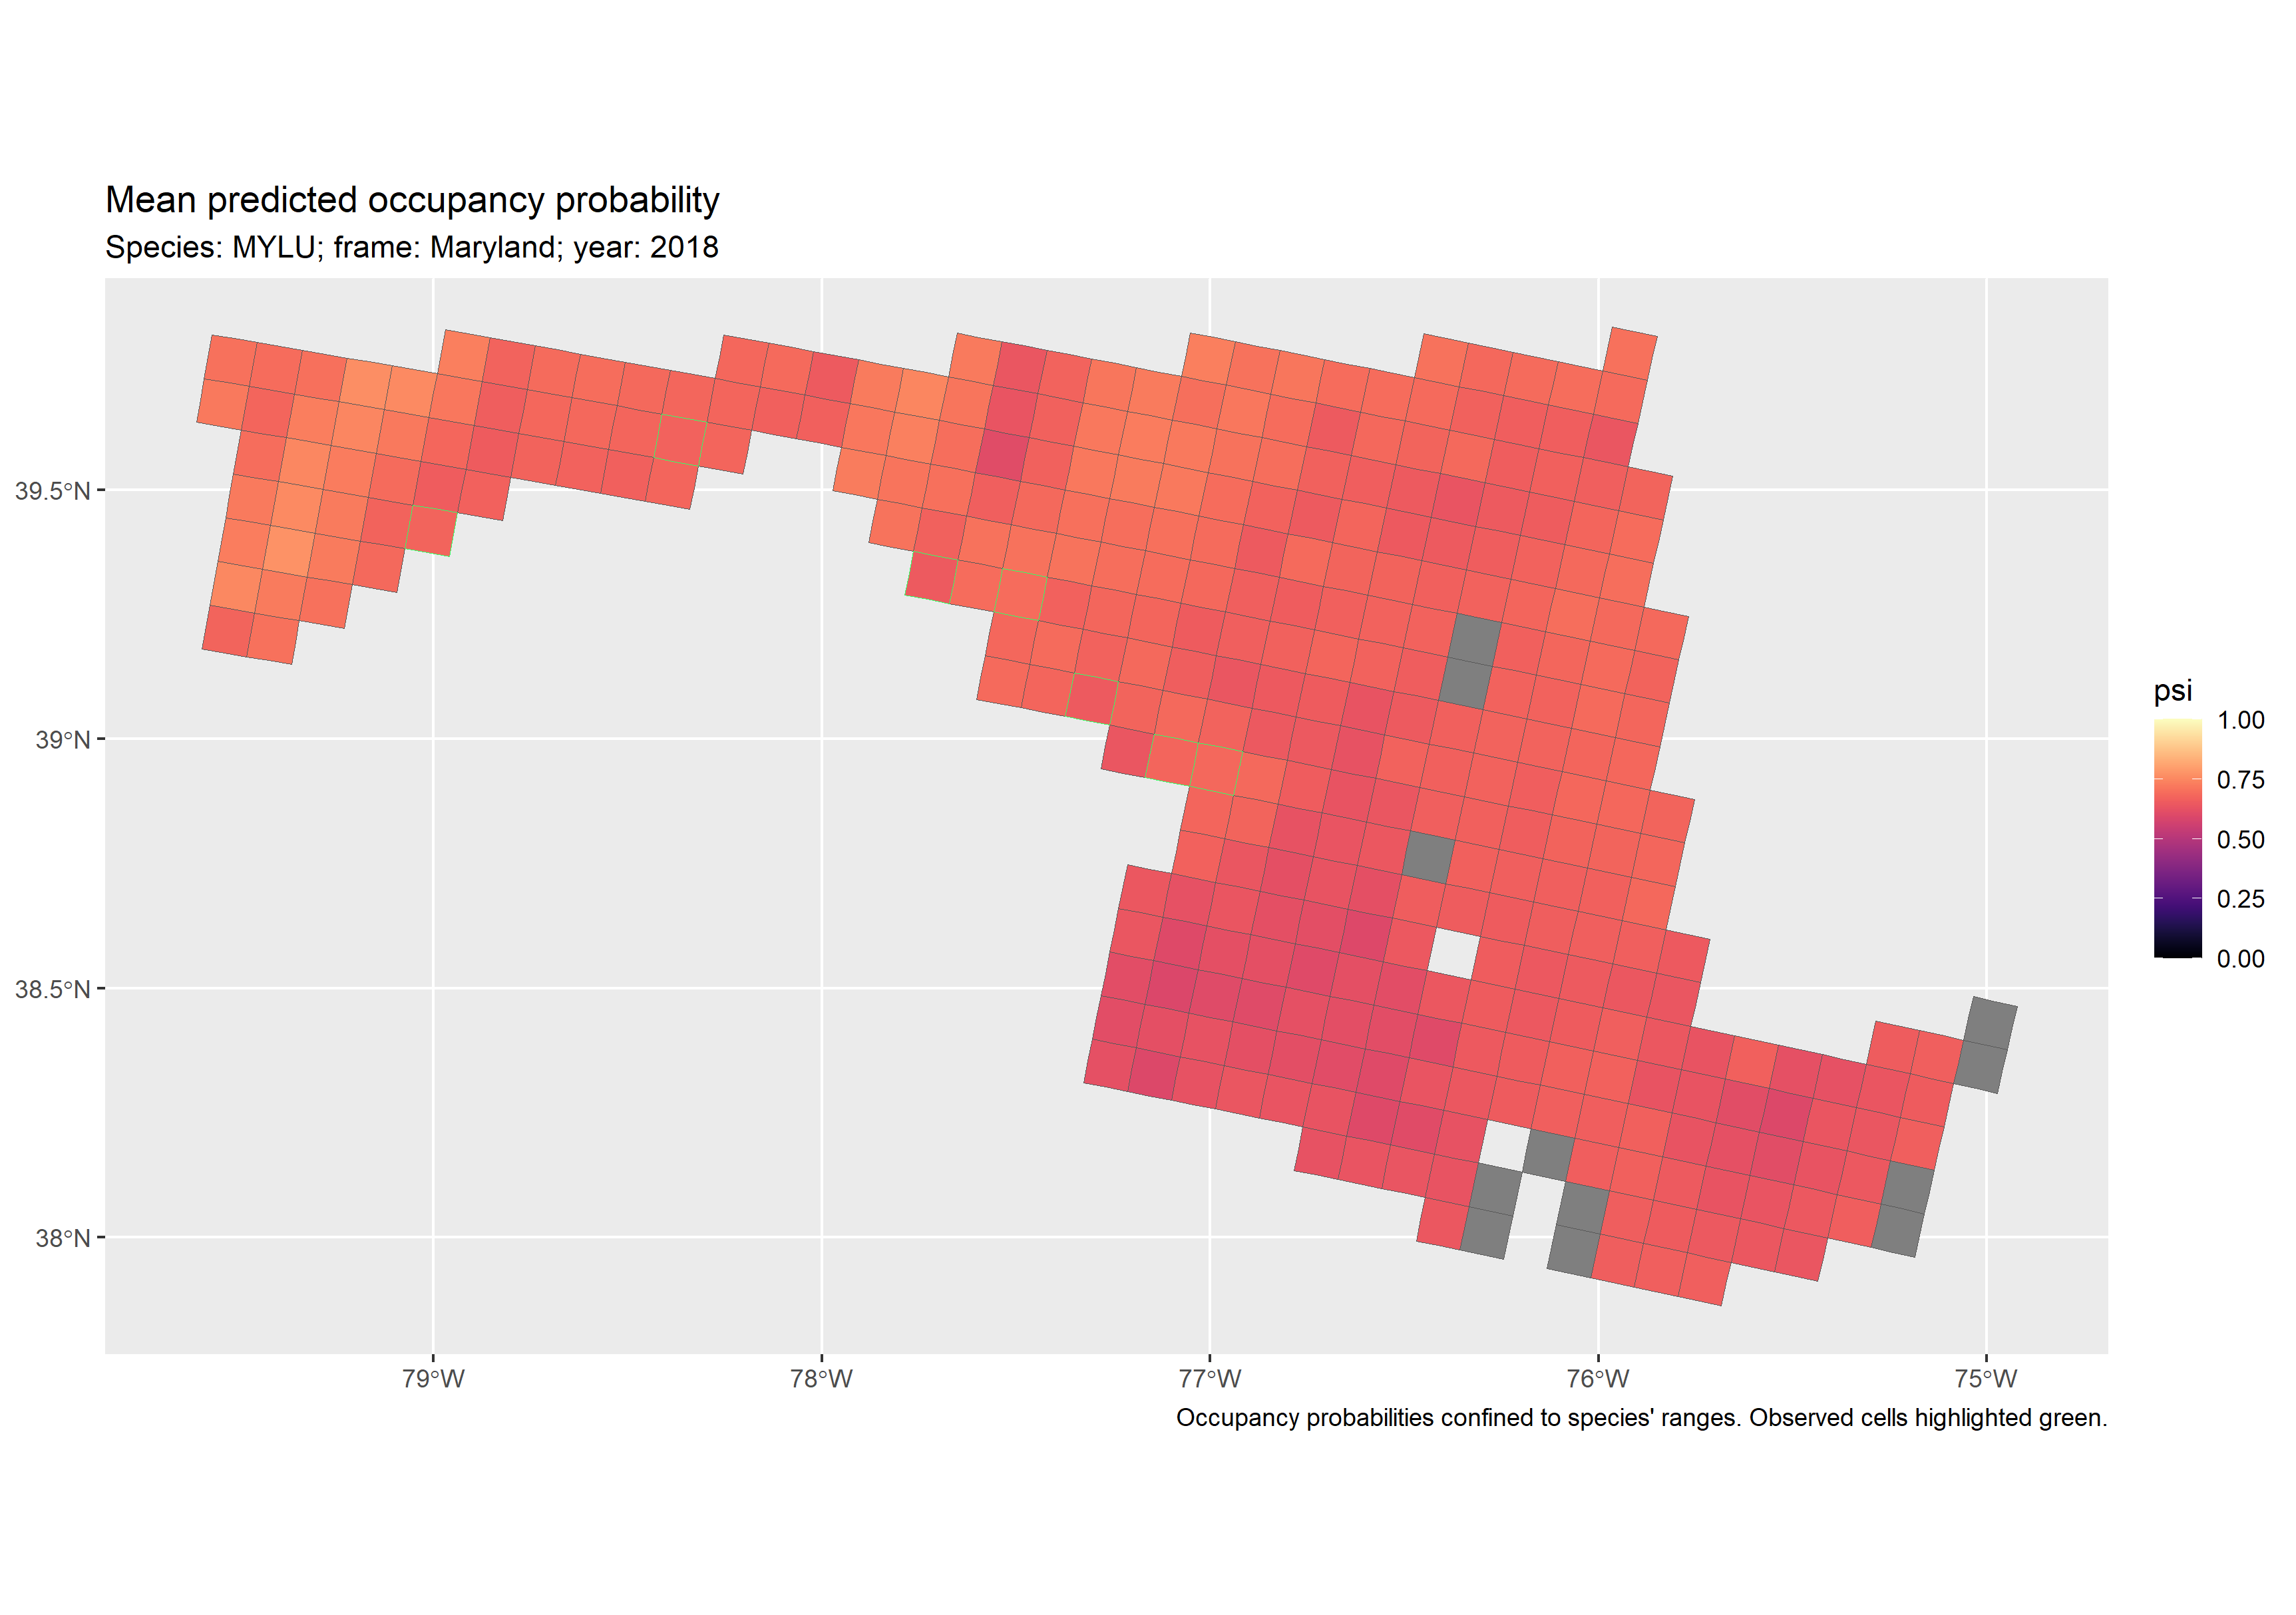 Mean predicted occupancy probability
Species: MYLU; frame: Maryland; year: 2018
39.5°N
39°N
38.5°N
38°N
79°W
78°W
77°W
76°W
75°W
psi
1.00
0.75
0.50
0.25
0.00
Occupancy probabilities confined to species' ranges. Observed cells highlighted green.